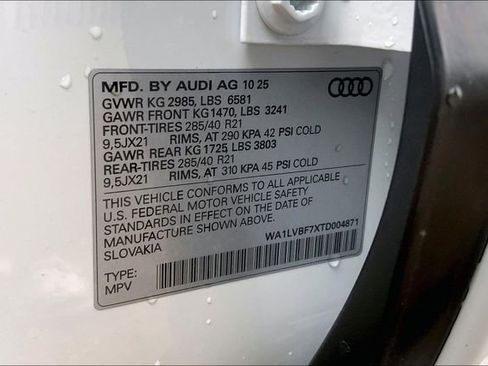 MFD. BY AUDI AG 10 25
GVWR KG 2985, LBS 6581
GAWR FRONT KG1470, LBS 3241
FRONT-TIRES 285/40 R21
9,5JX21 RIMS, AT 290 KPA 42 PSI COLD
GAWR REAR KG1725, LBS 3803
REAR-TIRES 285/40 R21
9,5JX21 RIMS, AT 310 KPA 45 PSI COLD
THIS VEHICLE CONFORMS TO ALL APPLICABLE
U.S. FEDERAL MOTOR VEHICLE SAFETY
STANDARDS IN EFFECT ON THE DATE OF
MANUFACTURE SHOWN ABOVE.
SLOVAKIA
WA1LVBF7XTD004871
TYPE:
MPV